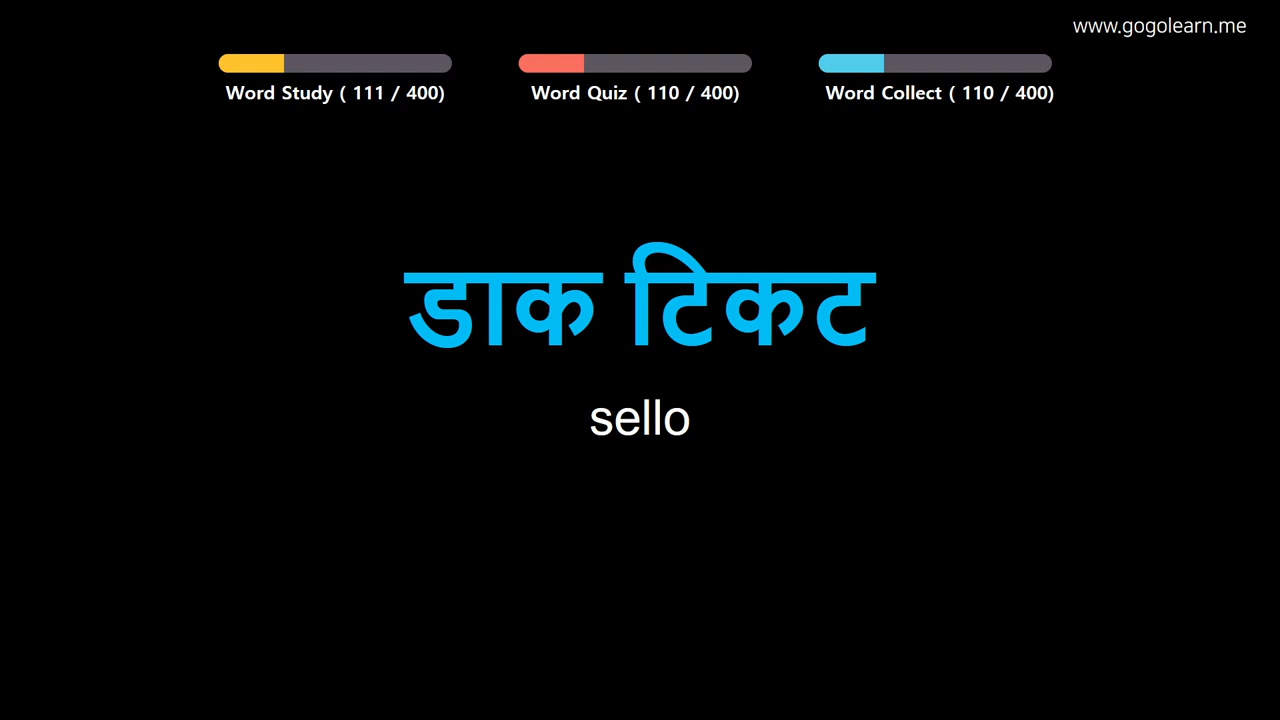 www.gogolearn.me
Word Study ( 111 / 400)
Word Quiz ( 110 / 400)
Word Collect ( 110 / 400)
डाक टिकट
sello